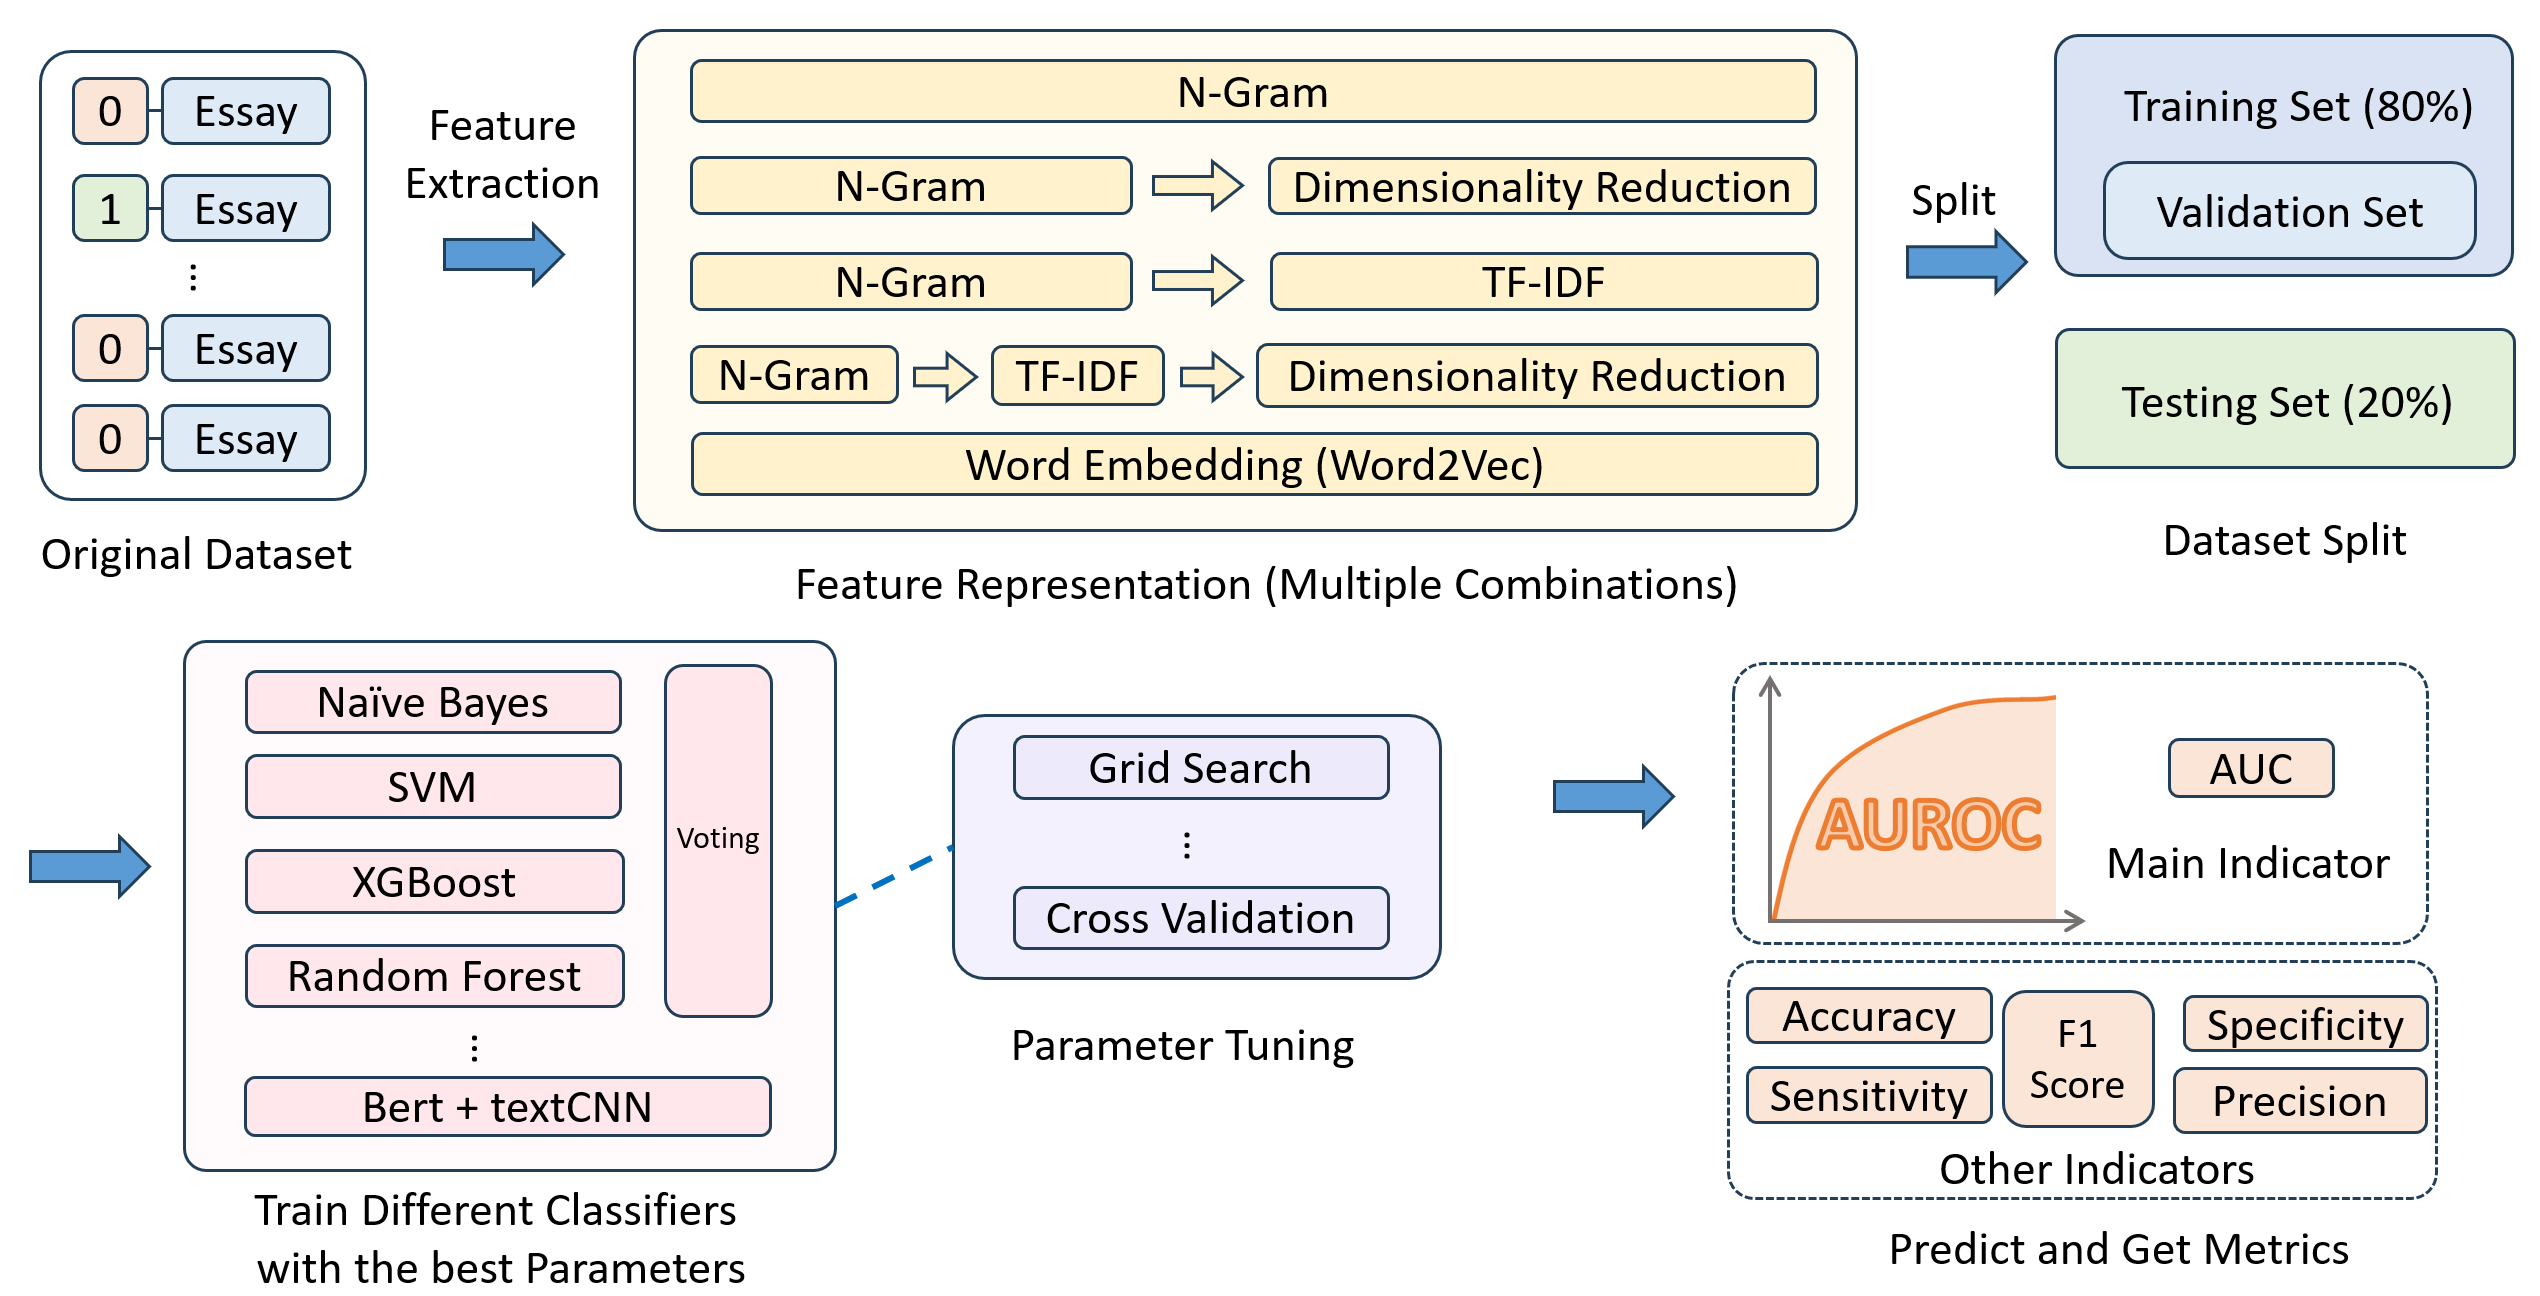 0 Essay
1 Essay
⋮
0 Essay
0 Essay
Original Dataset
Feature
Extraction
N-Gram
N-Gram Dimensionality Reduction
N-Gram TF-IDF
N-Gram TF-IDF Dimensionality Reduction
Word Embedding (Word2Vec)
Feature Representation (Multiple Combinations)
Split
Training Set (80%)
Validation Set
Testing Set (20%)
Dataset Split
Naïve Bayes
SVM
XGBoost
Random Forest
⋮
Voting
Bert + textCNN
Train Different Classifiers
with the best Parameters
Grid Search
⋮
Cross Validation
Parameter Tuning
AUROC
AUC
Main Indicator
Accuracy
Sensitivity
F1
Score
Specificity
Precision
Other Indicators
Predict and Get Metrics